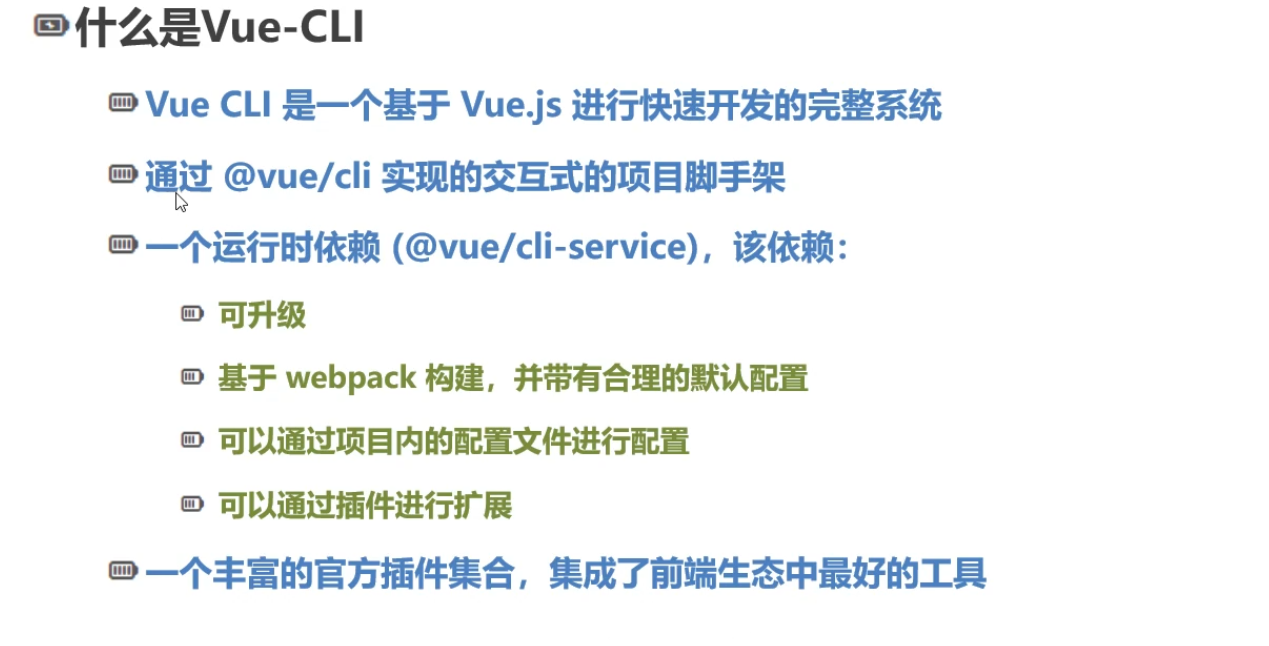 什么是Vue-CLI
Vue CLI 是一个基于 Vue.js 进行快速开发的完整系统
通过 @vue/cli 实现的交互式的项目脚手架
一个运行时依赖 (@vue/cli-service)，该依赖：
可升级
基于 webpack 构建，并带有合理的默认配置
可以通过项目内的配置文件进行配置
可以通过插件进行扩展
一个丰富的官方插件集合，集成了前端生态中最好的工具